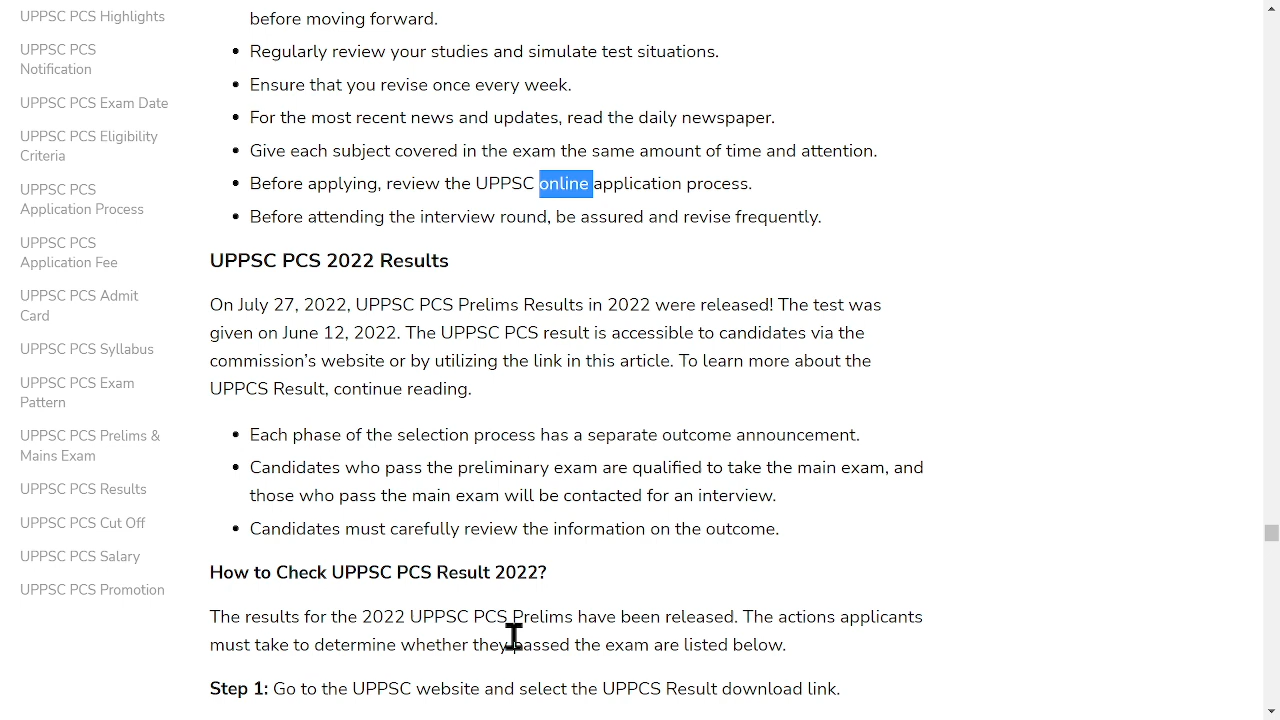 UPPSC PCS Highlights
UPPSC PCS
Notification
UPPSC PCS Exam Date
UPPSC PCS Eligibility
Criteria
UPPSC PCS
Application Process
UPPSC PCS
Application Fee
UPPSC PCS Admit
Card
UPPSC PCS Syllabus
UPPSC PCS Exam
Pattern
UPPSC PCS Prelims &
Mains Exam
UPPSC PCS Results
UPPSC PCS Cut Off
UPPSC PCS Salary
UPPSC PCS Promotion
before moving forward.
Regularly review your studies and simulate test situations.
Ensure that you revise once every week.
For the most recent news and updates, read the daily newspaper.
Give each subject covered in the exam the same amount of time and attention.
Before applying, review the UPPSC online application process.
Before attending the interview round, be assured and revise frequently.
UPPSC PCS 2022 Results
On July 27, 2022, UPPSC PCS Prelims Results in 2022 were released! The test was
given on June 12, 2022. The UPPSC PCS result is accessible to candidates via the
commission's website or by utilizing the link in this article. To learn more about the
UPPCS Result, continue reading.
Each phase of the selection process has a separate outcome announcement.
Candidates who pass the preliminary exam are qualified to take the main exam, and
those who pass the main exam will be contacted for an interview.
Candidates must carefully review the information on the outcome.
How to Check UPPSC PCS Result 2022?
The results for the 2022 UPPSC PCS Prelims have been released. The actions applicants
must take to determine whether they passed the exam are listed below.
Step 1: Go to the UPPSC website and select the UPPCS Result download link.